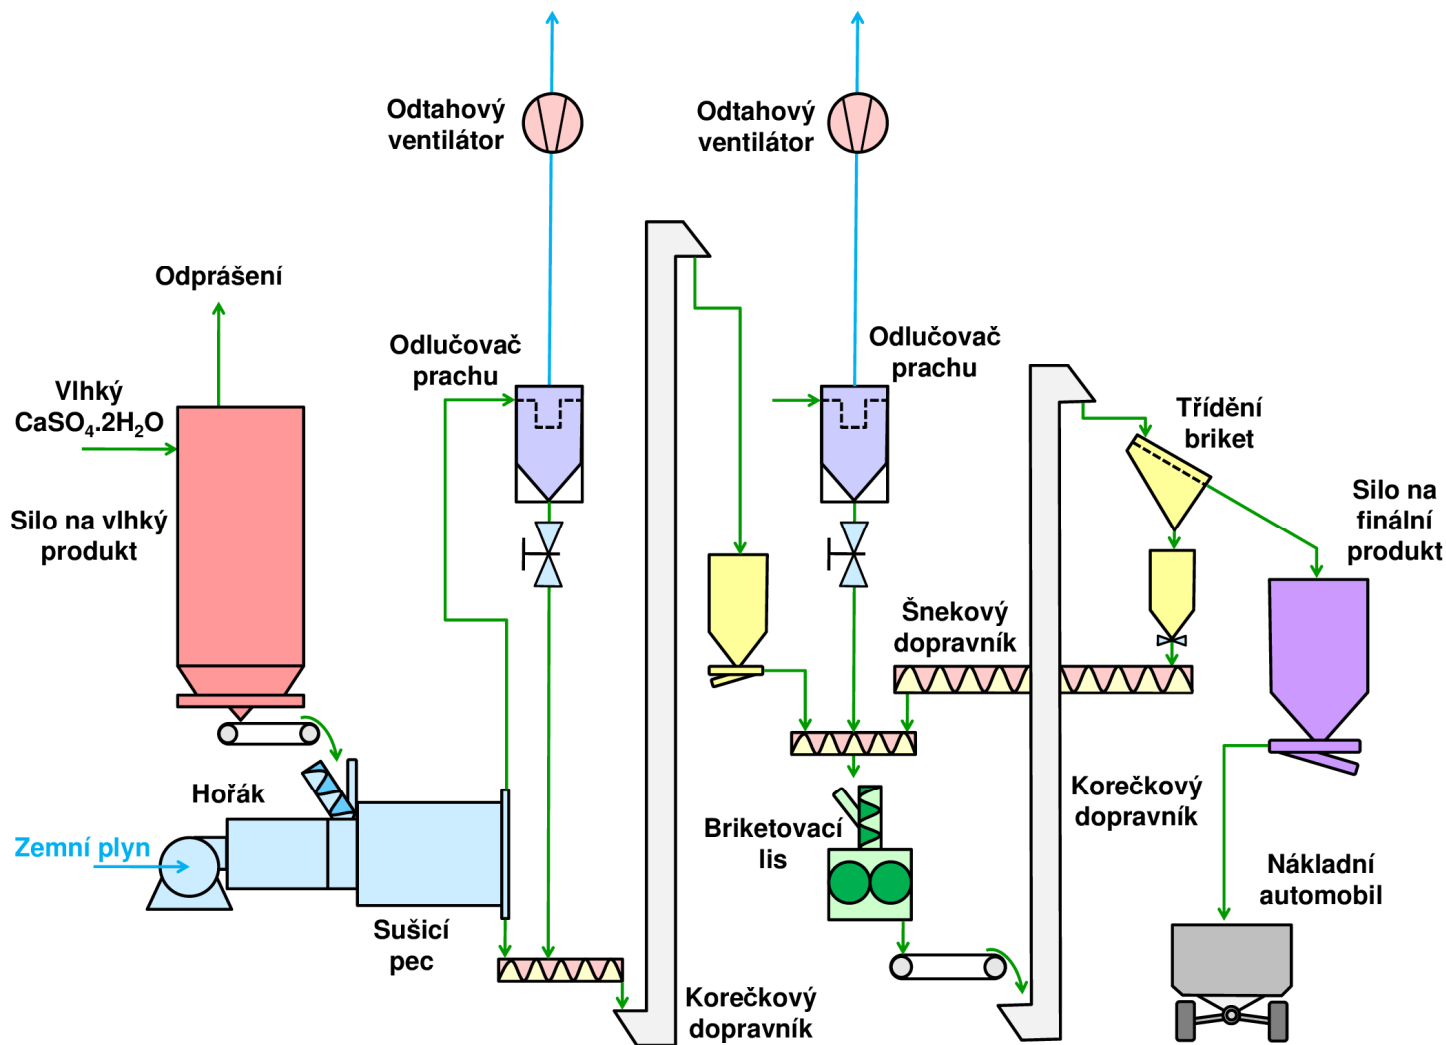 Odtahový
ventilátor
Odtahový
ventilátor
Odprášení
Odlučovač
prachu
Odlučovač
prachu
Vlhký
CaSO₄.2H₂O
Třídění
briket
Silo na vlhký
produkt
Silo na
finální
produkt
Šnekový
dopravník
Hořák
Zemní plyn
Briketovací
lis
Korečkový
dopravník
Nákladní
automobil
Sušicí
pec
Korečkový
dopravník